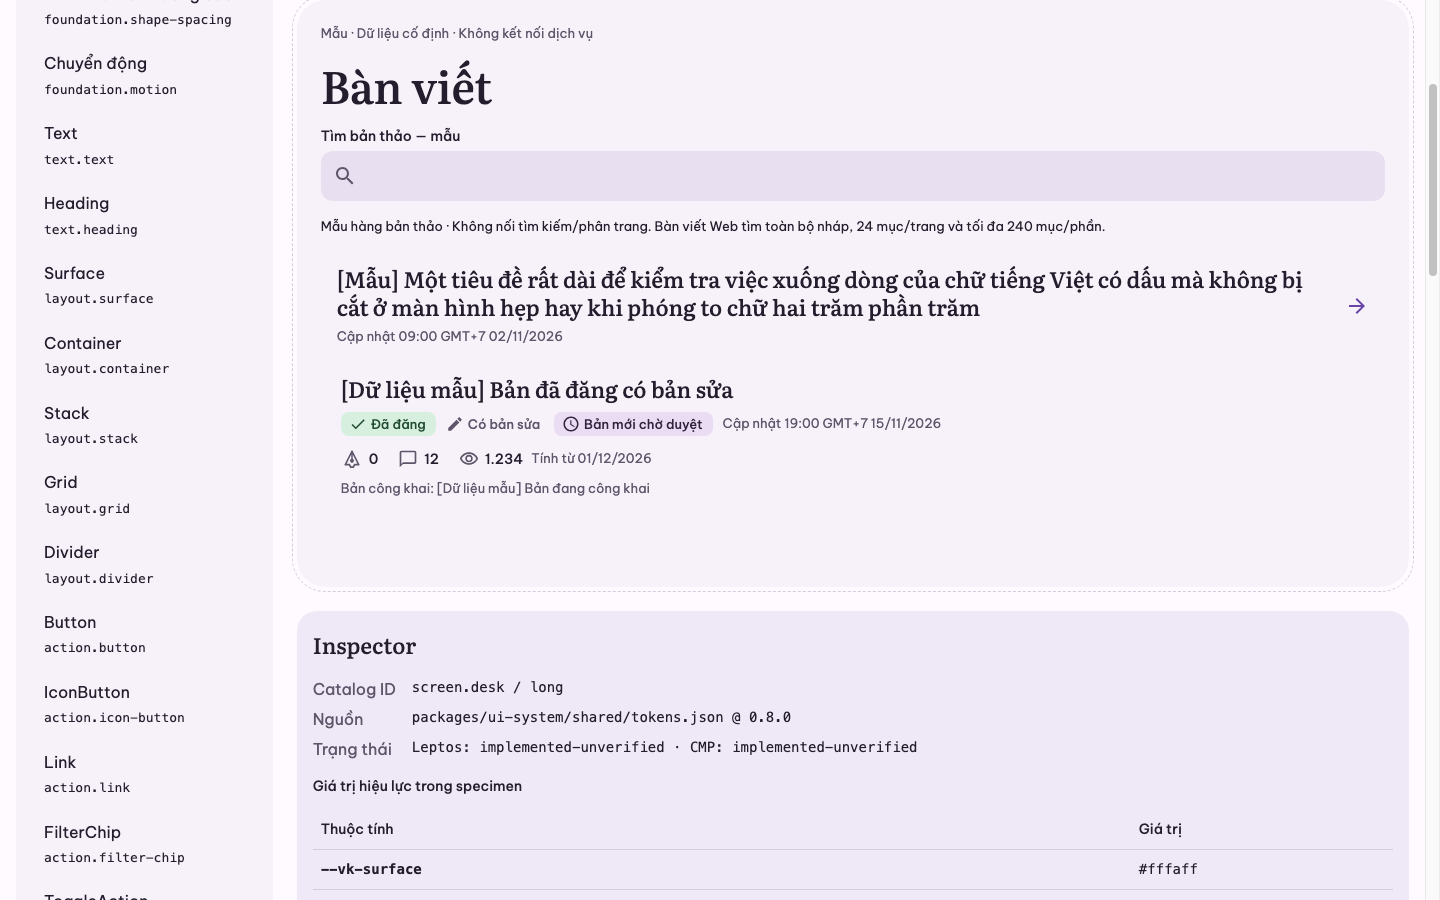 foundation.shape-spacing
Chuyển động
foundation.motion
Text
text.text
Heading
text.heading
Surface
layout.surface
Container
layout.container
Stack
layout.stack
Grid
layout.grid
Divider
layout.divider
Button
action.button
IconButton
action.icon-button
Link
action.link
FilterChip
action.filter-chip
ToggleAction
Mẫu · Dữ liệu cố định · Không kết nối dịch vụ
Bàn viết
Tìm bản thảo — mẫu
Mẫu hàng bản thảo · Không nối tìm kiếm/phân trang. Bàn viết Web tìm toàn bộ nháp, 24 mục/trang và tối đa 240 mục/phần.
[Mẫu] Một tiêu đề rất dài để kiểm tra việc xuống dòng của chữ tiếng Việt có dấu mà không bị
cắt ở màn hình hẹp hay khi phóng to chữ hai trăm phần trăm
Cập nhật 09:00 GMT+7 02/11/2026
[Dữ liệu mẫu] Bản đã đăng có bản sửa
Đã đăng Có bản sửa Bản mới chờ duyệt Cập nhật 19:00 GMT+7 15/11/2026
0 12 1.234 Tính từ 01/12/2026
Bản công khai: [Dữ liệu mẫu] Bản đang công khai
Inspector
Catalog ID screen.desk / long
Nguồn packages/ui-system/shared/tokens.json @ 0.8.0
Trạng thái Leptos: implemented-unverified · CMP: implemented-unverified
Giá trị hiệu lực trong specimen
Thuộc tính Giá trị
--vk-surface #fffaff